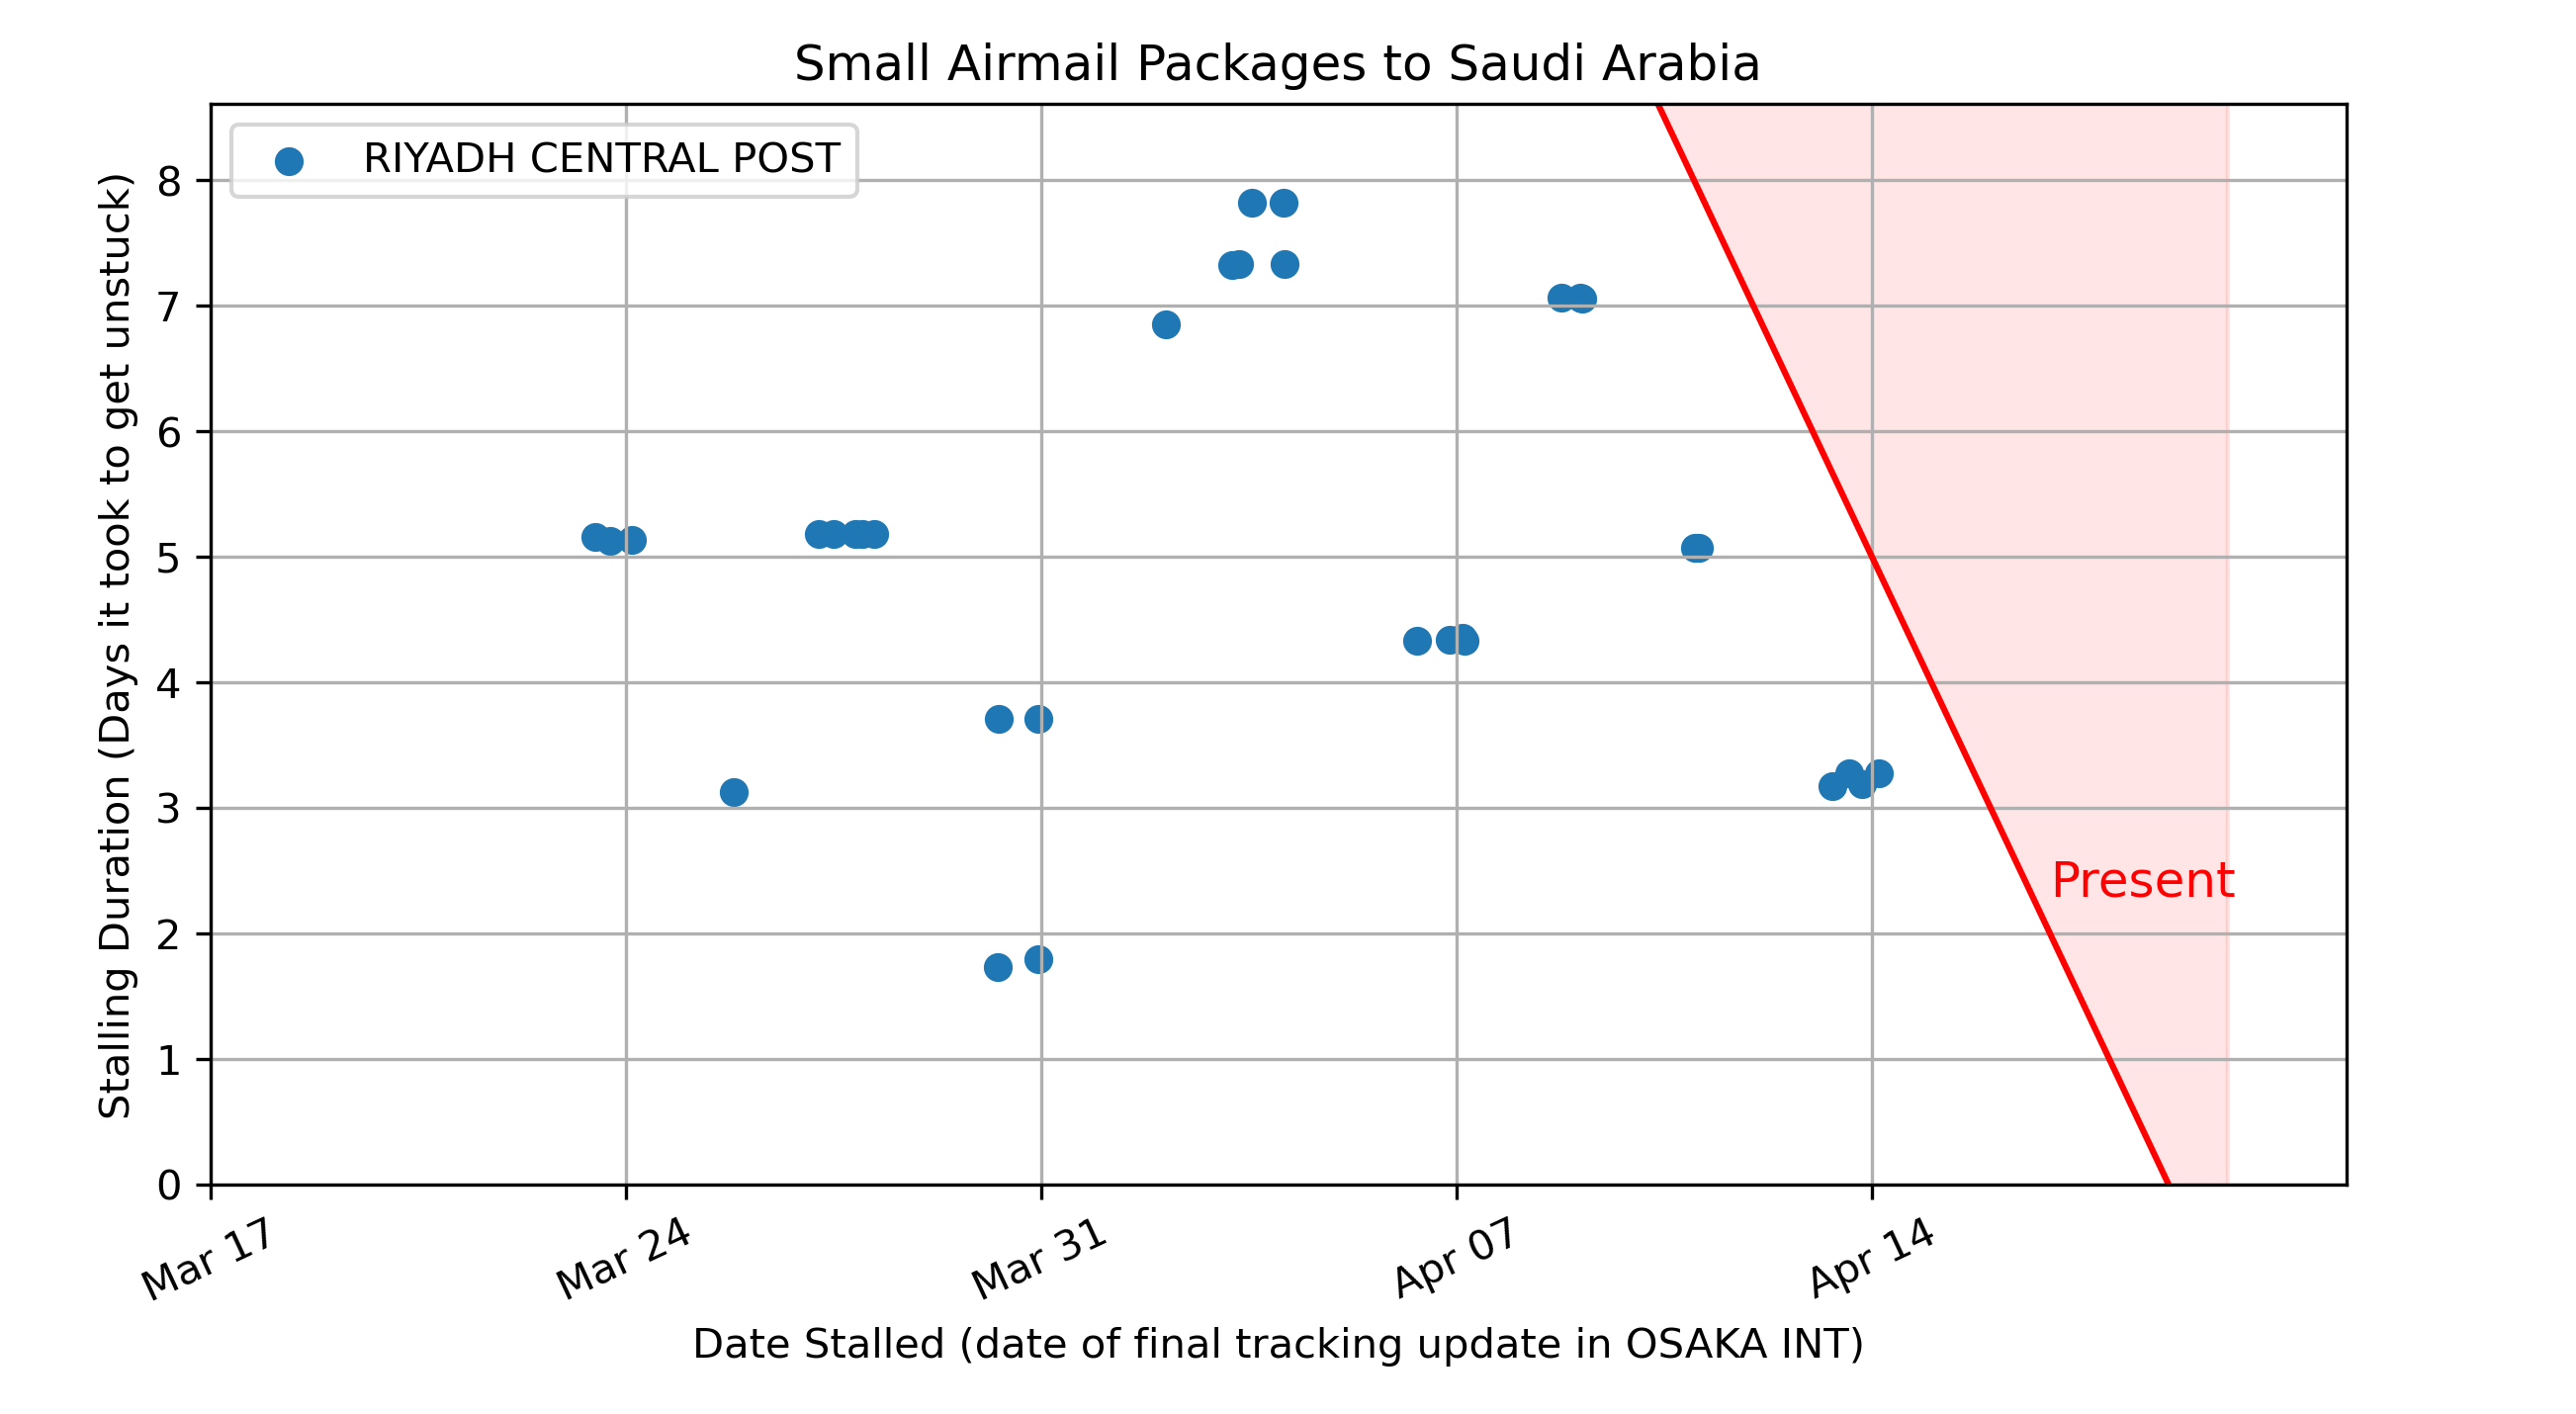 Small Airmail Packages to Saudi Arabia
RIYADH CENTRAL POST
Stalling Duration (Days it took to get unstuck)
8
7
6
5
4
3
2
1
0
Present
Mar 17
Mar 24
Mar 31
Apr 07
Apr 14
Date Stalled (date of final tracking update in OSAKA INT)